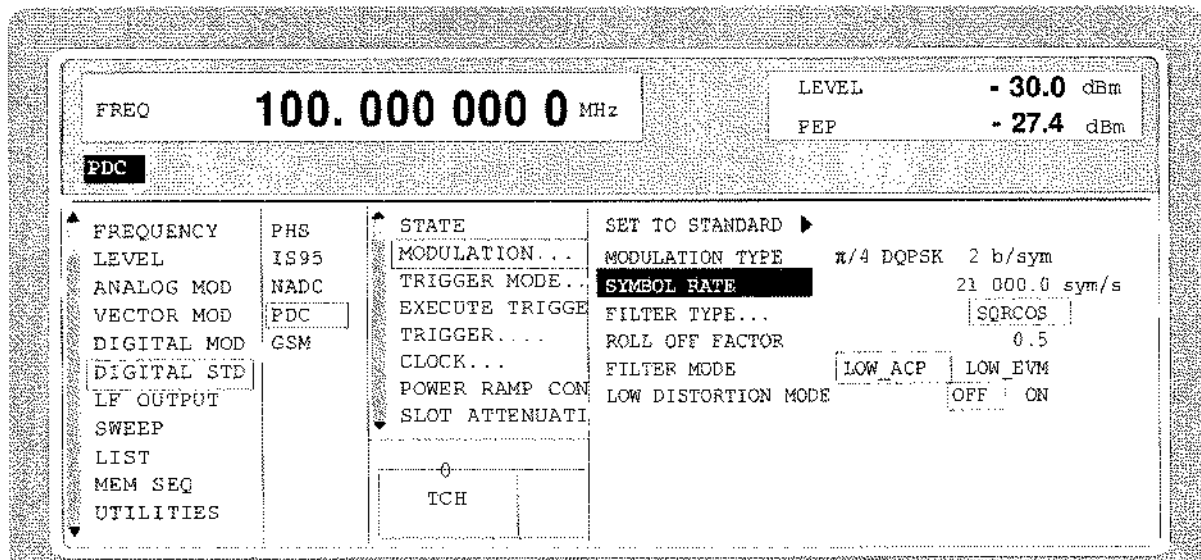 FREQ 100. 000 000 0 MHz
LEVEL - 30.0 dBm
PEP - 27.4 dBm
PDC
FREQUENCY
LEVEL
ANALOG MOD
VECTOR MOD
DIGITAL MOD
DIGITAL STD
LF OUTPUT
SWEEP
LIST
MEM SEQ
UTILITIES
PHS
IS95
NADC
PDC
GSM
STATE
MODULATION...
TRIGGER MODE..
EXECUTE TRIGGE
TRIGGER....
CLOCK...
POWER RAMP CON
SLOT ATTENUATI
0
TCH
SET TO STANDARD ▶
MODULATION TYPE π/4 DQPSK 2 b/sym
SYMBOL RATE 21 000.0 sym/s
FILTER TYPE... SQRCOS
ROLL OFF FACTOR 0.5
FILTER MODE LOW_ACP LOW_EVM
LOW DISTORTION MODE OFF ON